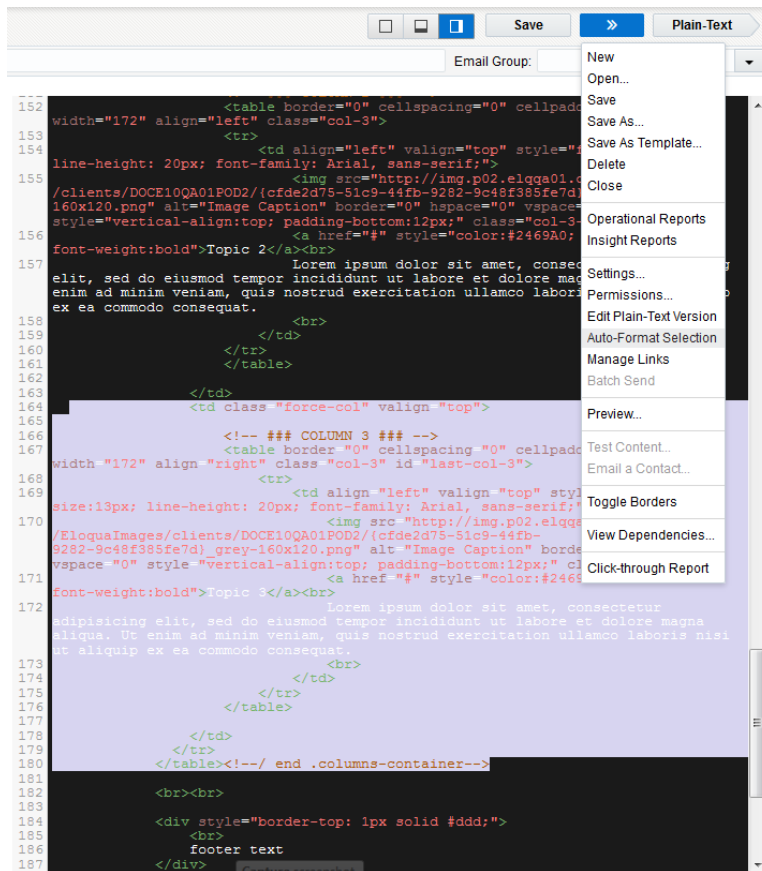 Save
»
Plain-Text
Email Group:
New
Open...
Save
Save As...
Save As Template...
Delete
Close
Operational Reports
Insight Reports
Settings...
Permissions...
Edit Plain-Text Version
Auto-Format Selection
Manage Links
Batch Send
Preview...
Test Content...
Email a Contact...
Toggle Borders
View Dependencies...
Click-through Report
152 <table border="0" cellspacing="0" cellpadd
width="172" align="left" class="col-3">
153 <tr>
154 <td align="left" valign="top" style="f
line-height: 20px; font-family: Arial, sans-serif;">
155 <img src="http://img.p02.elqqa01.c
/clients/DOCE10QA01POD2/{cfde2d75-51c9-44fb-9282-9c48f385fe7d}
160x120.png" alt="Image Caption" border="0" hspace="0" vspace=
style="vertical-align:top; padding-bottom:12px;" class="col-3-
156 <a href="#" style="color:#2469A0;
font-weight:bold">Topic 2</a><br>
157 Lorem ipsum dolor sit amet, consec
elit, sed do eiusmod tempor incididunt ut labore et dolore mag
enim ad minim veniam, quis nostrud exercitation ullamco labori
ex ea commodo consequat.
158 <br>
159 </td>
160 </tr>
161 </table>
162
163 </td>
164 <td class="force-col" valign="top">
165
166 <!-- ### COLUMN 3 ### -->
167 <table border="0" cellspacing="0" cellpadd
width="172" align="right" class="col-3" id="last-col-3">
168 <tr>
169 <td align="left" valign="top" styl
size:13px; line-height: 20px; font-family: Arial, sans-serif;"
170 <img src="http://img.p02.elqqa
/EloquaImages/clients/DOCE10QA01POD2/{cfde2d75-51c9-44fb-
9282-9c48f385fe7d}_grey-160x120.png" alt="Image Caption" borde
vspace="0" style="vertical-align:top; padding-bottom:12px;" cl
171 <a href="#" style="color:#2469
font-weight:bold">Topic 3</a><br>
172 Lorem ipsum dolor sit amet, consectetur
adipisicing elit, sed do eiusmod tempor incididunt ut labore et dolore magna
aliqua. Ut enim ad minim veniam, quis nostrud exercitation ullamco laboris nisi
ut aliquip ex ea commodo consequat.
173 <br>
174 </td>
175 </tr>
176 </table>
177
178 </td>
179 </tr>
180 </table><!--/ end .columns-container-->
181
182 <br><br>
183
184 <div style="border-top: 1px solid #ddd;">
185 <br>
186 footer text
187 </div>